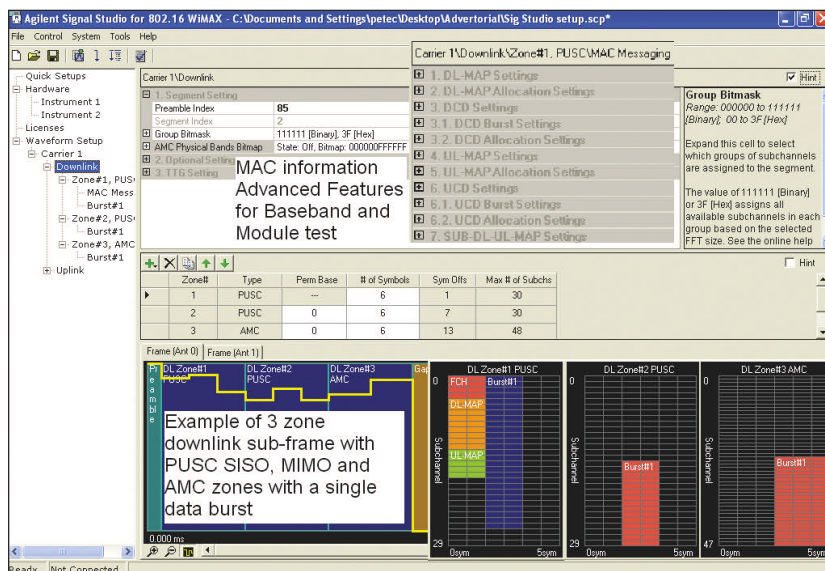 Agilent Signal Studio for 802.16 WiMAX - C:\Documents and Settings\petec\Desktop\Advertorial\Sig Studio setup.scp*
File Control System Tools Help
Quick Setups
Hardware
Instrument 1
Instrument 2
Licenses
Waveform Setup
Carrier 1
Downlink
Zone#1, PUS
MAC Mess
Burst#1
Zone#2, PUS
Burst#1
Zone#3, AMC
Burst#1
Uplink
Carrier 1\Downlink
1. Segment Setting
Preamble Index 85
Segment Index 2
Group Bitmask 111111 [Binary], 3F [Hex]
AMC Physical Bands Bitmap State: Off, Bitmap: 000000FFFFFF
2. Optional Setting
3. TTG Setting
MAC information
Advanced Features
for Baseband and
Module test
Carrier 1\Downlink\Zone#1, PUSC\MAC Messaging
1. DL-MAP Settings
2. DL-MAP Allocation Settings
3. DCD Settings
3.1. DCD Burst Settings
3.2. DCD Allocation Settings
4. UL-MAP Settings
5. UL-MAP Allocation Settings
6. UCD Settings
6.1. UCD Burst Settings
6.2. UCD Allocation Settings
7. SUB-DL-UL-MAP Settings
Hint
Group Bitmask
Range: 000000 to 111111
[Binary]; 00 to 3F [Hex]
Expand this cell to select
which groups of subchannels
are assigned to the segment.
The value of 111111 [Binary]
or 3F [Hex] assigns all
available subchannels in each
group based on the selected
FFT size. See the online help
Hint
Zone# Type Perm Base # of Symbols Sym Offs Max # of Subchs
1 PUSC --- 6 1 30
2 PUSC 0 6 7 30
3 AMC 0 6 13 48
Frame (Ant 0) Frame (Ant 1)
Preamble
DL Zone#1 PUSC
DL Zone#2 PUSC
DL Zone#3 AMC
Gap
Example of 3 zone
downlink sub-frame with
PUSC SISO, MIMO and
AMC zones with a single
data burst
0.000 ms
DL Zone#1 PUSC
0
FCH Burst#1
DL-MAP
UL-MAP
Subchannel
29
0sym 5sym
DL Zone#2 PUSC
0
Burst#1
Subchannel
29
0sym 5sym
DL Zone#3 AMC
0
Burst#1
Subchannel
47
0sym 5sym
Ready Not Connected